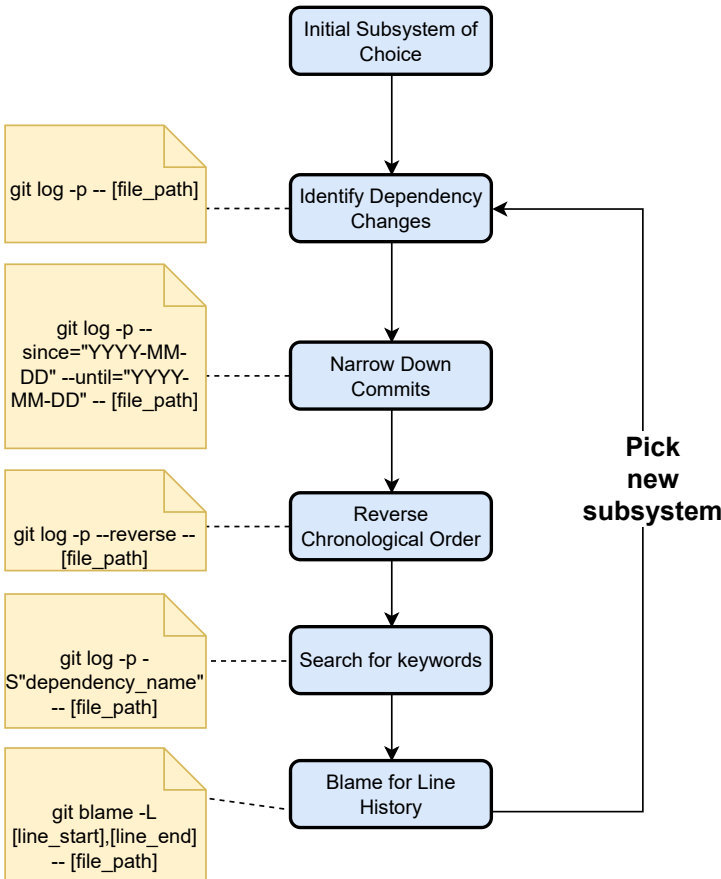 Initial Subsystem of
Choice
git log -p -- [file_path]
Identify Dependency
Changes
git log -p --
since="YYYY-MM-
DD" --until="YYYY-
MM-DD" -- [file_path]
Narrow Down
Commits
Pick
new
subsystem
git log -p --reverse --
[file_path]
Reverse
Chronological Order
git log -p -
S"dependency_name"
-- [file_path]
Search for keywords
git blame -L
[line_start],[line_end]
-- [file_path]
Blame for Line
History